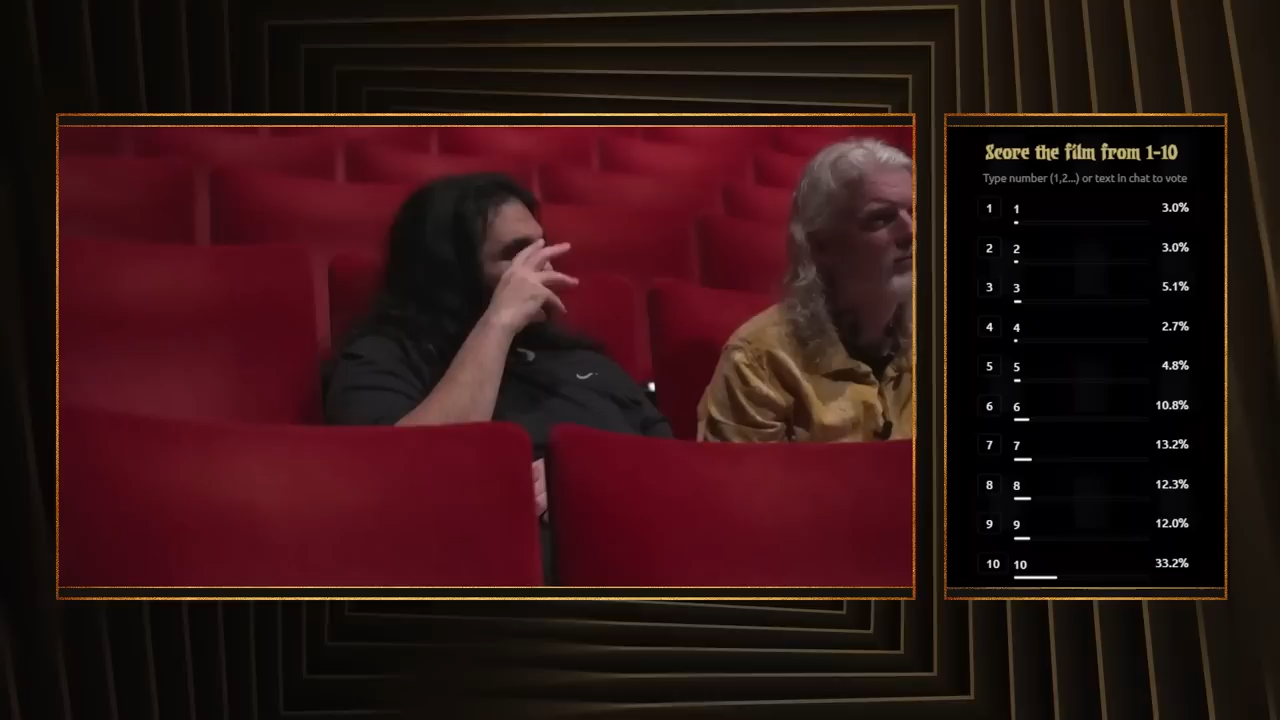 Score the film from 1-10
Type number (1,2...) or text in chat to vote
1 1 3.0%
2 2 3.0%
3 3 5.1%
4 4 2.7%
5 5 4.8%
6 6 10.8%
7 7 13.2%
8 8 12.3%
9 9 12.0%
10 10 33.2%